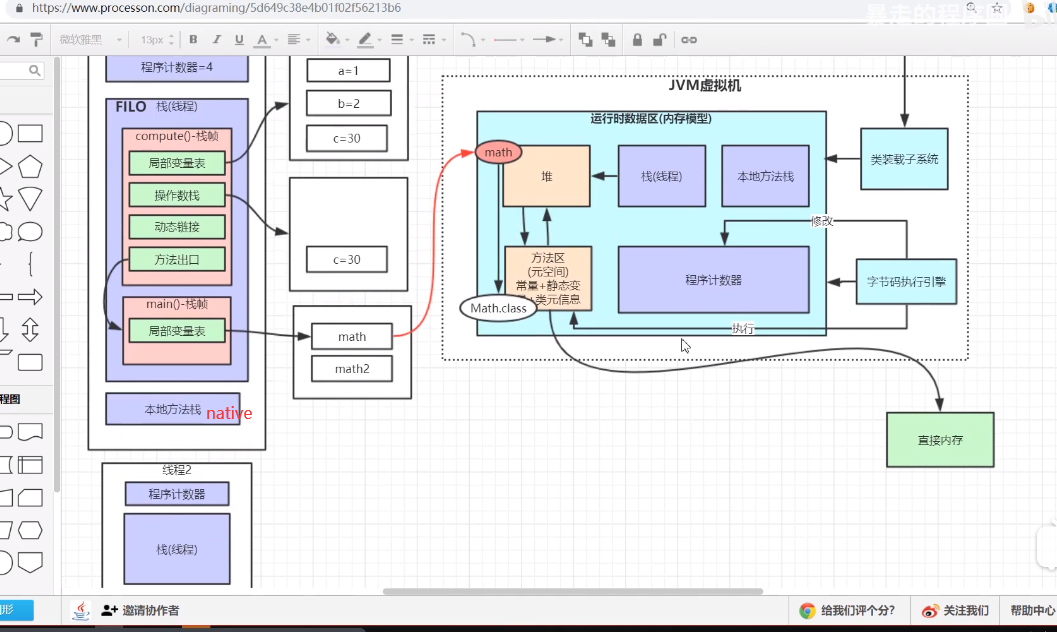 https://www.processon.com/diagraming/5d649c38e4b01f02f56213b6
暴走的程序
微软雅黑
13px
B I U A
程序计数器=4
FILO 栈(线程)
compute()-栈帧
局部变量表
操作数栈
动态链接
方法出口
main()-栈帧
局部变量表
本地方法栈 native
线程2
程序计数器
栈(线程)
a=1
b=2
c=30
c=30
math
math2
JVM虚拟机
运行时数据区(内存模型)
math
堆
栈(线程)
本地方法栈
类装载子系统
修改
方法区
(元空间)
常量+静态变
+类元信息
Math.class
程序计数器
字节码执行引擎
执行
直接内存
程图
形
邀请协作者
给我们评个分?
关注我们
帮助中心